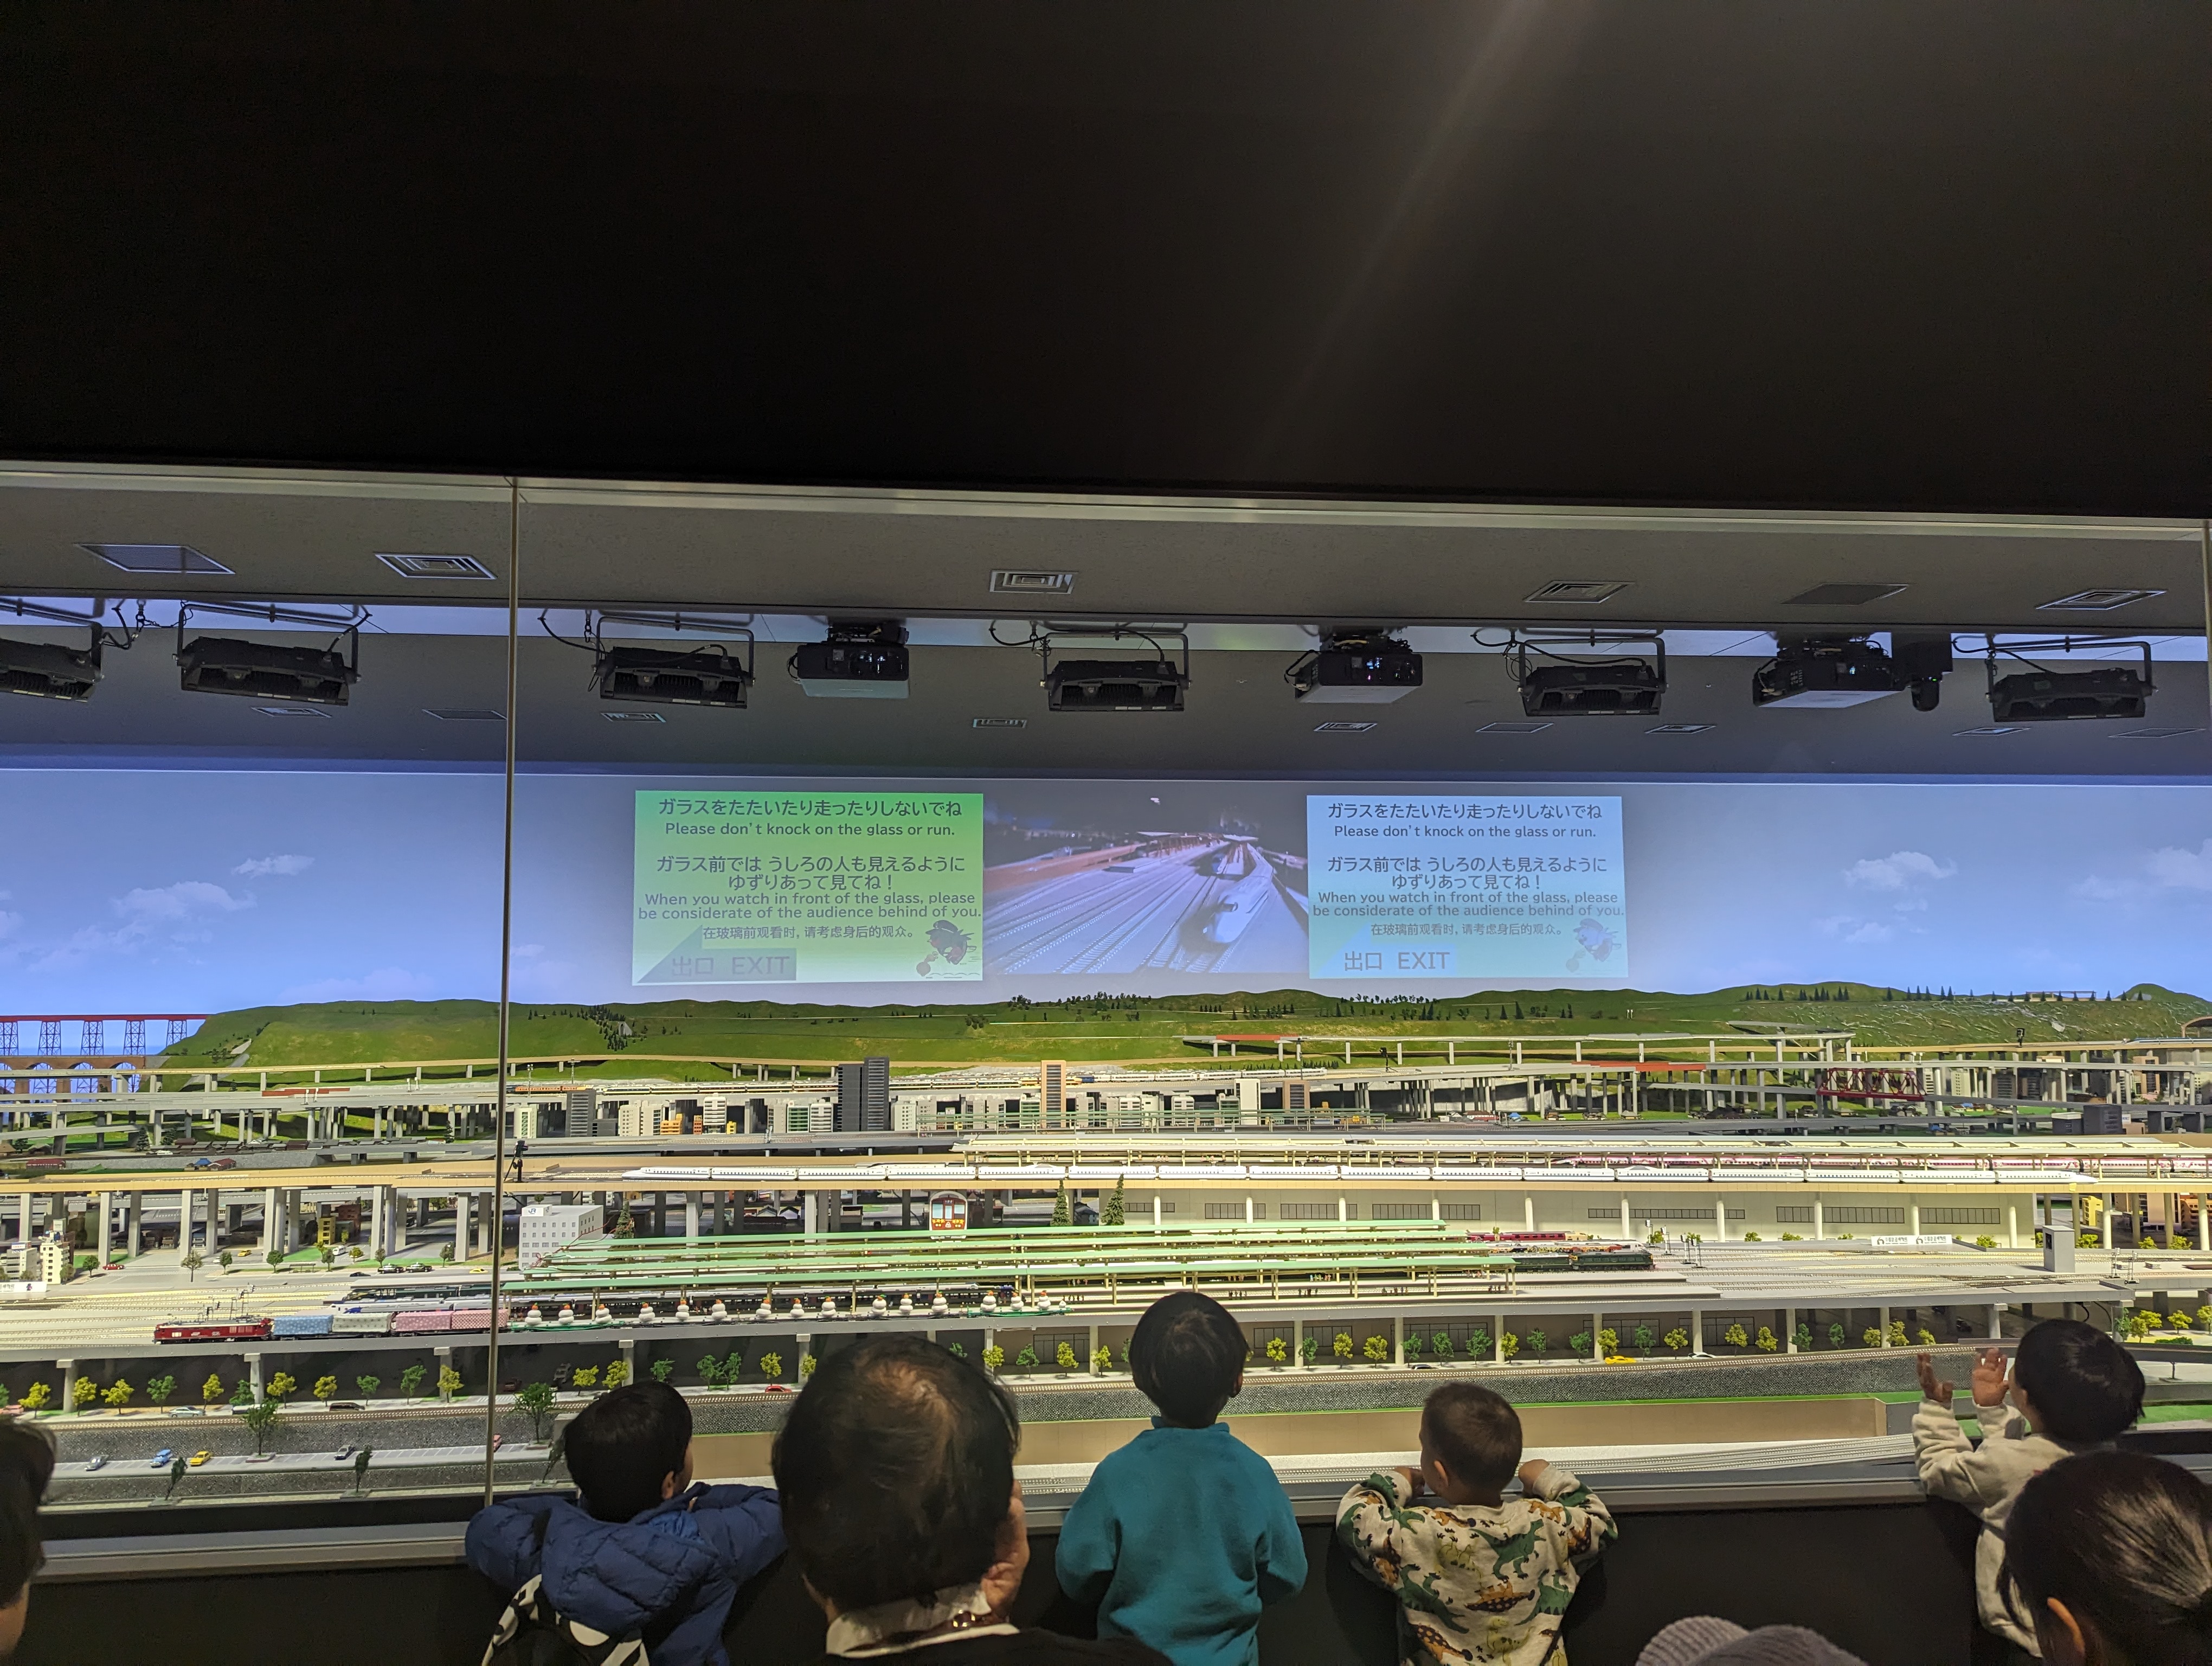 ガラスをたたいたり走ったりしないでね
Please don't knock on the glass or run.
ガラス前では うしろの人も見えるように
ゆずりあって見てね！
When you watch in front of the glass, please
be considerate of the audience behind of you.
在玻璃前观看时, 请考虑身后的观众。
出口 EXIT
ガラスをたたいたり走ったりしないでね
Please don't knock on the glass or run.
ガラス前では うしろの人も見えるように
ゆずりあって見てね！
When you watch in front of the glass, please
be considerate of the audience behind of you.
在玻璃前观看时, 请考虑身后的观众。
出口 EXIT